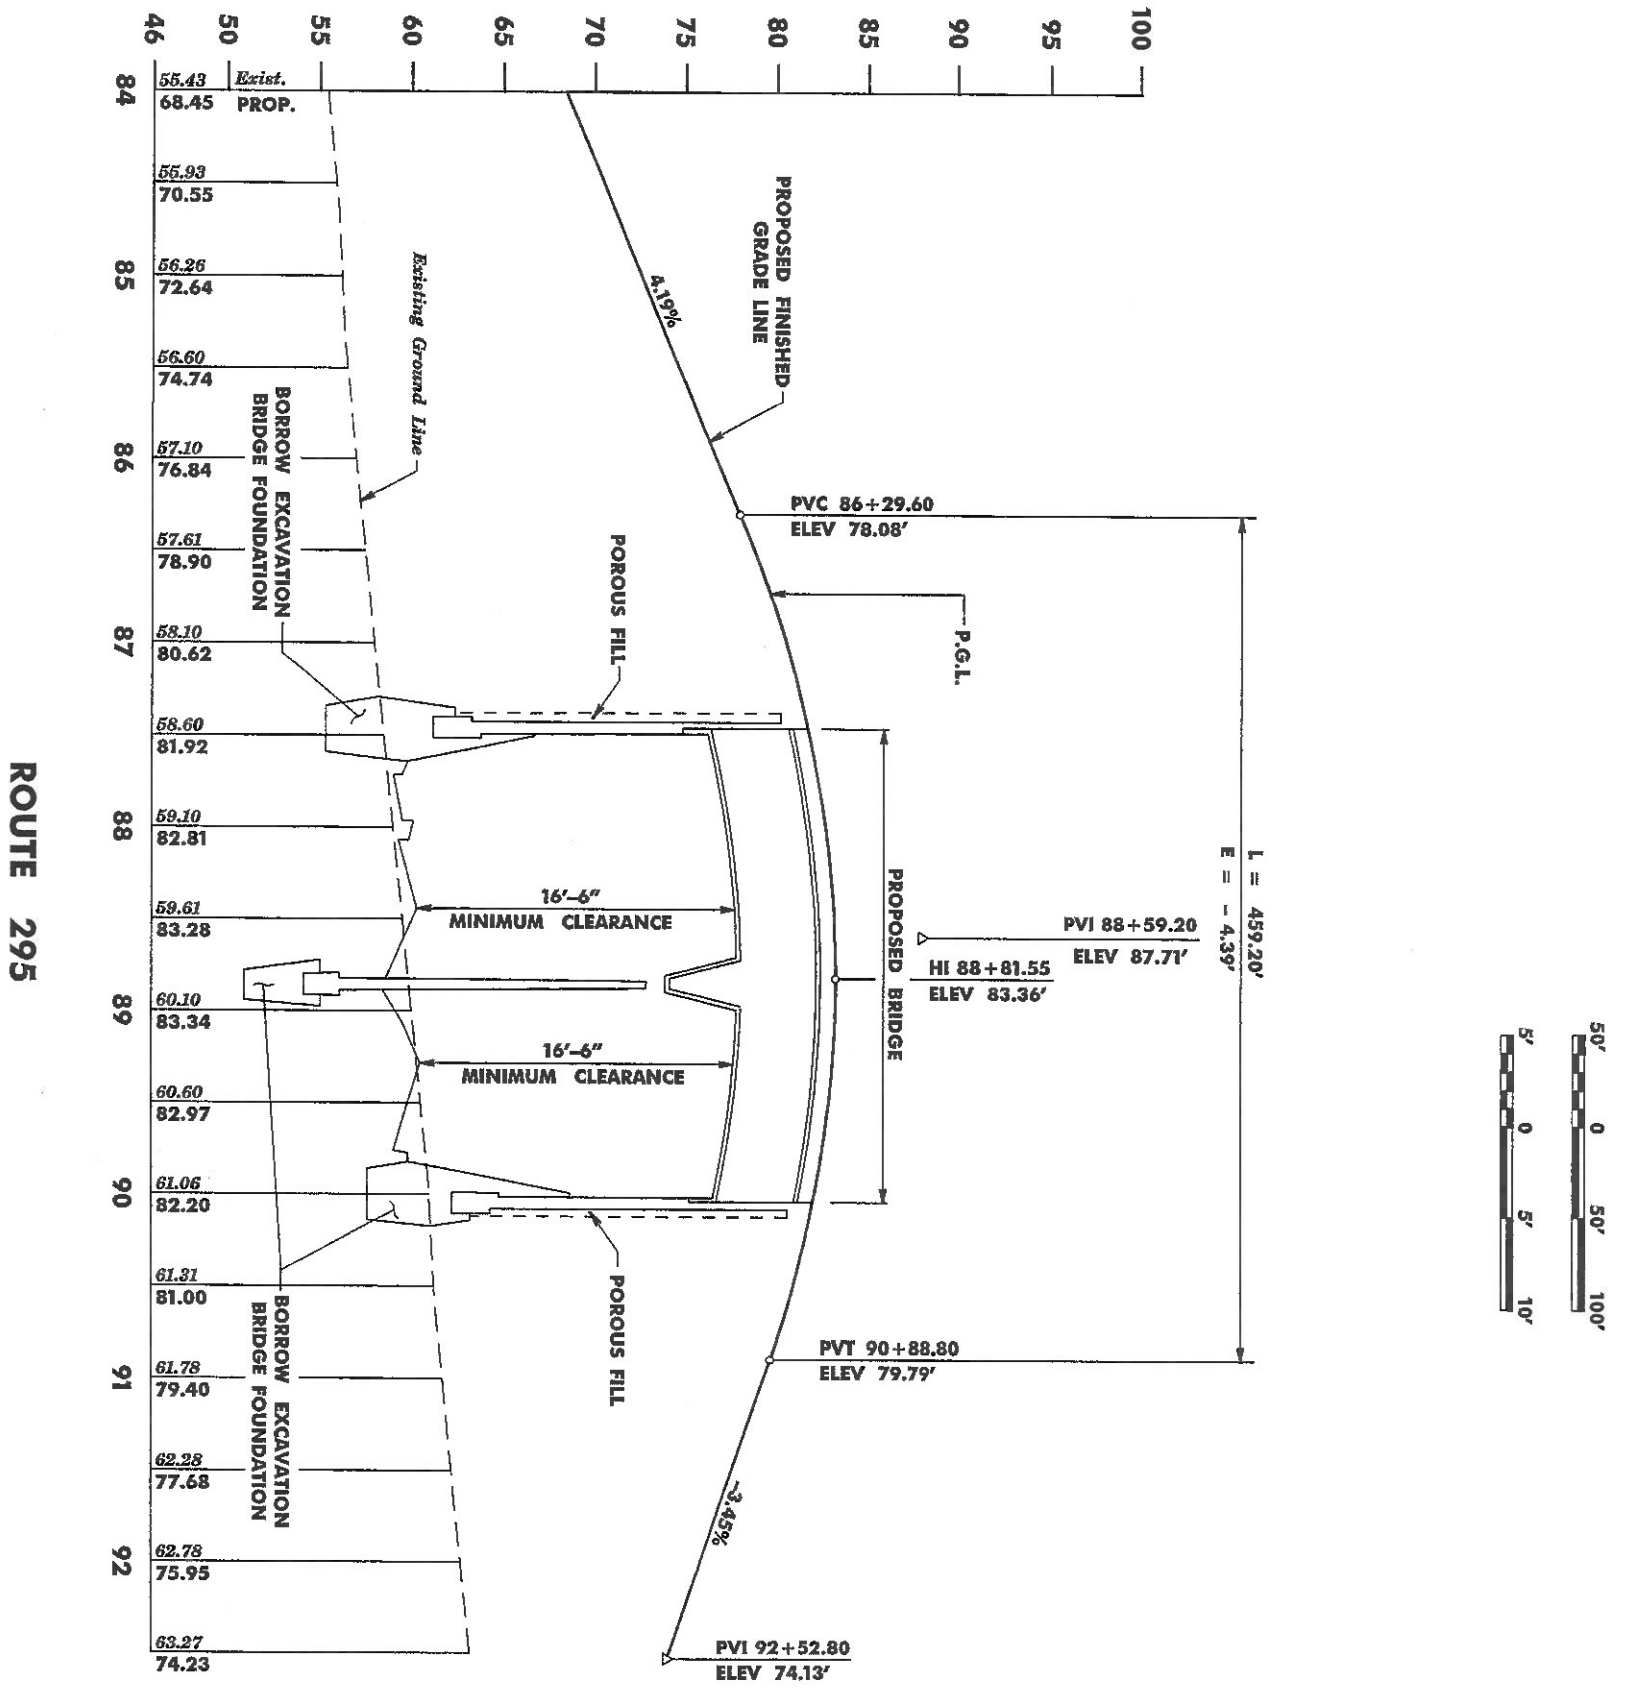 100
95
90
85
80
75
70
65
60
55
50
46
55.43 Exist.
68.45 PROP.
55.93
70.55
56.26
72.64
56.60
74.74
57.10
76.84
57.61
78.90
58.10
80.62
58.60
81.92
59.10
82.81
59.61
83.28
60.10
83.34
60.60
82.97
61.06
82.20
61.31
81.00
61.78
79.40
62.28
77.68
62.78
75.95
63.27
74.23
84
85
86
87
88
89
90
91
92
ROUTE 295
PROPOSED FINISHED
GRADE LINE
4.19%
Existing Ground Line
BORROW EXCAVATION
BRIDGE FOUNDATION
POROUS FILL
PVC 86+29.60
ELEV 78.08′
P.G.L.
L = 459.20′
E = - 4.39′
PVI 88+59.20
ELEV 87.71′
HI 88+81.55
ELEV 83.36′
PROPOSED BRIDGE
16′-6″
MINIMUM CLEARANCE
16′-6″
MINIMUM CLEARANCE
POROUS FILL
BORROW EXCAVATION
BRIDGE FOUNDATION
PVT 90+88.80
ELEV 79.79′
-3.45%
PVI 92+52.80
ELEV 74.13′
50′ 0 50′ 100′
5′ 0 5′ 10′